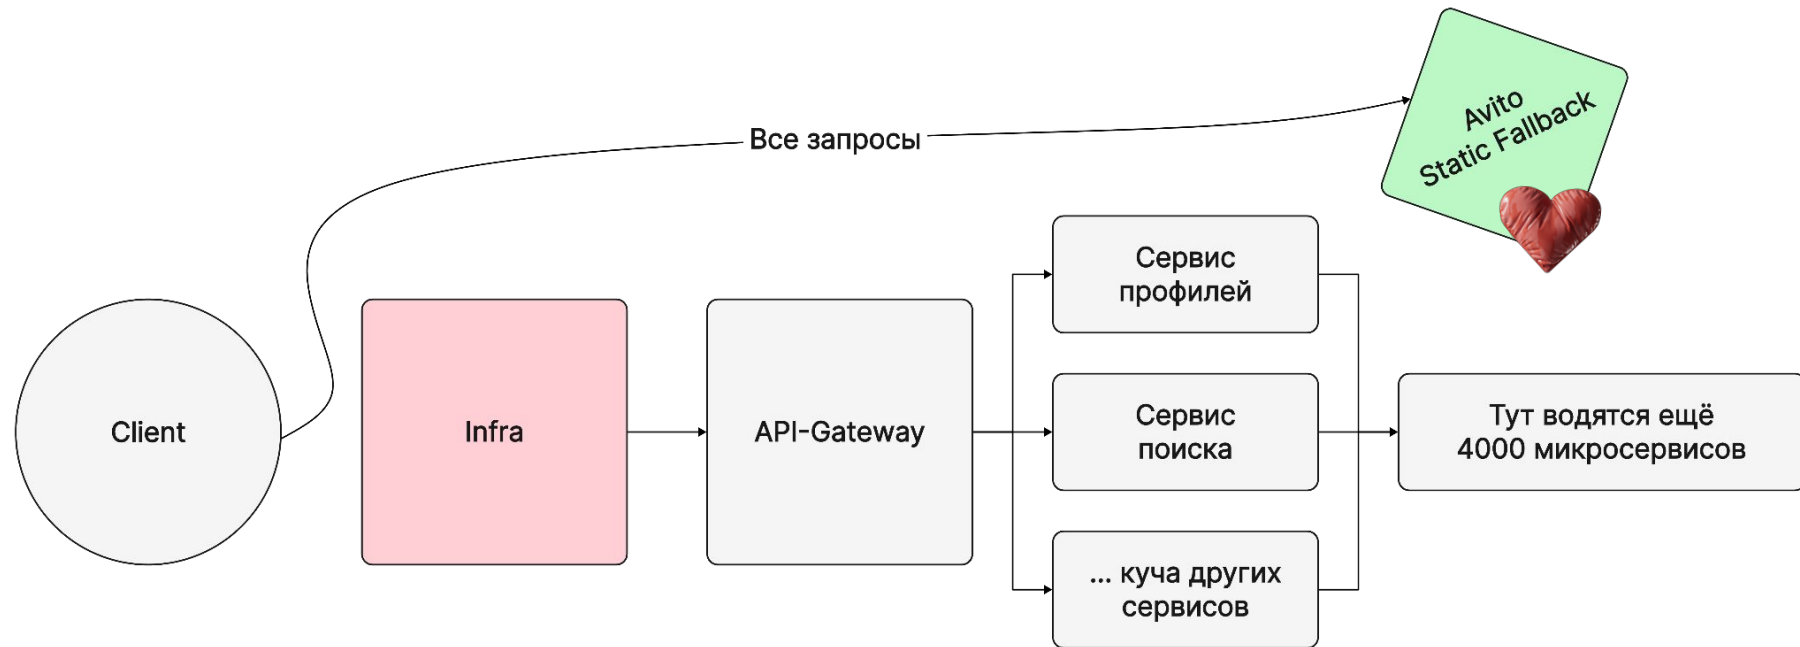 Avito
Static Fallback
Все запросы
Сервис
профилей
Client
Infra
API-Gateway
Сервис
поиска
Тут водятся ещё
4000 микросервисов
... куча других
сервисов